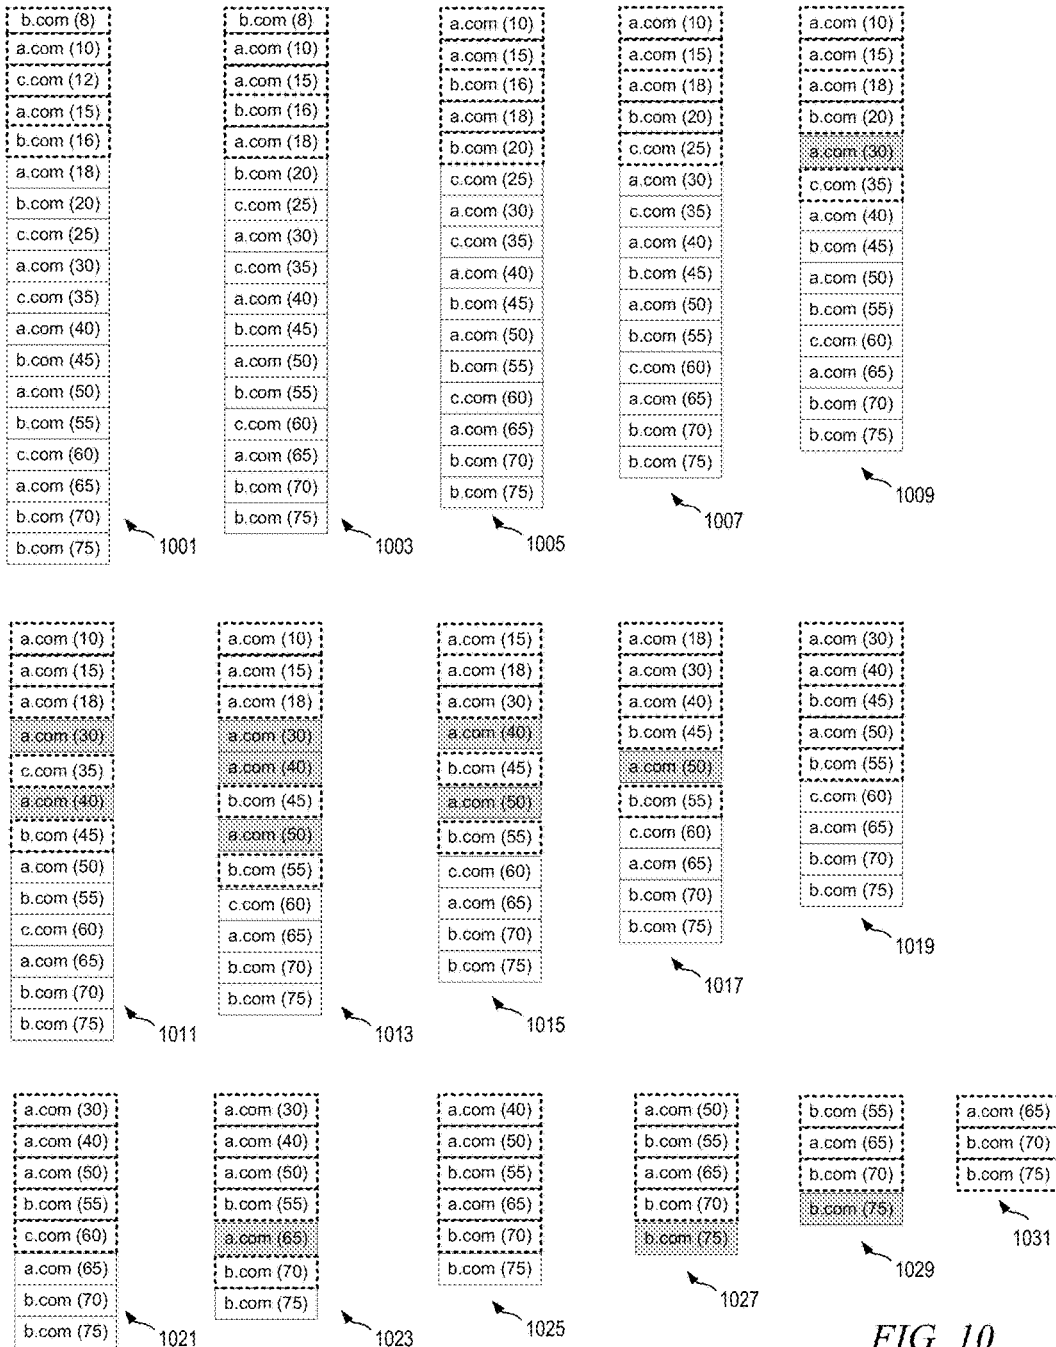 b.com (8)
a.com (10)
c.com (12)
a.com (15)
b.com (16)
a.com (18)
b.com (20)
c.com (25)
a.com (30)
c.com (35)
a.com (40)
b.com (45)
a.com (50)
b.com (55)
c.com (60)
a.com (65)
b.com (70)
b.com (75)
1001
b.com (8)
a.com (10)
a.com (15)
b.com (16)
a.com (18)
b.com (20)
c.com (25)
a.com (30)
c.com (35)
a.com (40)
b.com (45)
a.com (50)
b.com (55)
c.com (60)
a.com (65)
b.com (70)
b.com (75)
1003
a.com (10)
a.com (15)
b.com (16)
a.com (18)
b.com (20)
c.com (25)
a.com (30)
c.com (35)
a.com (40)
b.com (45)
a.com (50)
b.com (55)
c.com (60)
a.com (65)
b.com (70)
b.com (75)
1005
a.com (10)
a.com (15)
a.com (18)
b.com (20)
c.com (25)
a.com (30)
c.com (35)
a.com (40)
b.com (45)
a.com (50)
b.com (55)
c.com (60)
a.com (65)
b.com (70)
b.com (75)
1007
a.com (10)
a.com (15)
a.com (18)
b.com (20)
a.com (30)
c.com (35)
a.com (40)
b.com (45)
a.com (50)
b.com (55)
c.com (60)
a.com (65)
b.com (70)
b.com (75)
1009
a.com (10)
a.com (15)
a.com (18)
a.com (30)
c.com (35)
a.com (40)
b.com (45)
a.com (50)
b.com (55)
c.com (60)
a.com (65)
b.com (70)
b.com (75)
1011
a.com (10)
a.com (15)
a.com (18)
a.com (30)
a.com (40)
b.com (45)
a.com (50)
b.com (55)
c.com (60)
a.com (65)
b.com (70)
b.com (75)
1013
a.com (15)
a.com (18)
a.com (30)
a.com (40)
b.com (45)
a.com (50)
b.com (55)
c.com (60)
a.com (65)
b.com (70)
b.com (75)
1015
a.com (18)
a.com (30)
a.com (40)
b.com (45)
a.com (50)
b.com (55)
c.com (60)
a.com (65)
b.com (70)
b.com (75)
1017
a.com (30)
a.com (40)
b.com (45)
a.com (50)
b.com (55)
c.com (60)
a.com (65)
b.com (70)
b.com (75)
1019
a.com (30)
a.com (40)
a.com (50)
b.com (55)
c.com (60)
a.com (65)
b.com (70)
b.com (75)
1021
a.com (30)
a.com (40)
a.com (50)
b.com (55)
a.com (65)
b.com (70)
b.com (75)
1023
a.com (40)
a.com (50)
b.com (55)
a.com (65)
b.com (70)
b.com (75)
1025
a.com (50)
b.com (55)
a.com (65)
b.com (70)
b.com (75)
1027
b.com (55)
a.com (65)
b.com (70)
b.com (75)
1029
a.com (65)
b.com (70)
b.com (75)
1031
FIG. 10